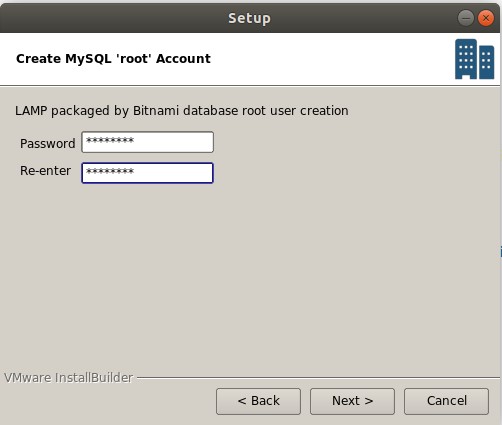 Setup
Create MySQL 'root' Account
LAMP packaged by Bitnami database root user creation
Password ********
Re-enter ********
VMware InstallBuilder
< Back Next > Cancel